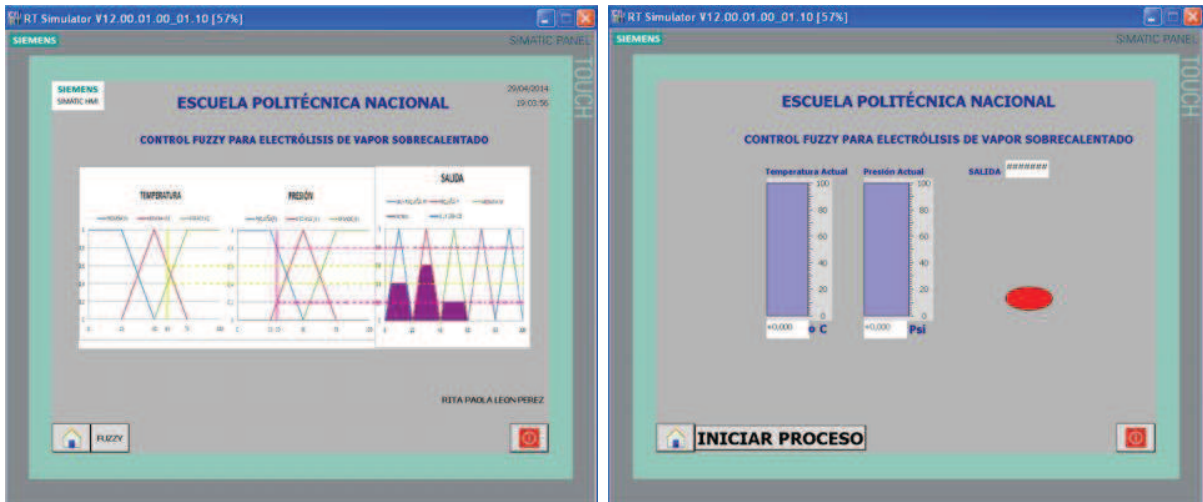 RT Simulator V12.00.01.00_01.10 [57%]
SIEMENS
SIMATIC PANEL
TOUCH
SIEMENS
SIMATIC HMI
29/04/2014
19:03:56
ESCUELA POLITÉCNICA NACIONAL
CONTROL FUZZY PARA ELECTRÓLISIS DE VAPOR SOBRECALENTADO
TEMPERATURA
PRESIÓN
SALIDA
RITA PAOLA LEON PEREZ
FUZZY
RT Simulator V12.00.01.00_01.10 [57%]
SIEMENS
SIMATIC PANEL
TOUCH
ESCUELA POLITÉCNICA NACIONAL
CONTROL FUZZY PARA ELECTRÓLISIS DE VAPOR SOBRECALENTADO
Temperatura Actual
100
80
60
40
20
0
+0,000
o C
Presión Actual
100
80
60
40
20
0
+0,000
Psi
SALIDA
#######
INICIAR PROCESO